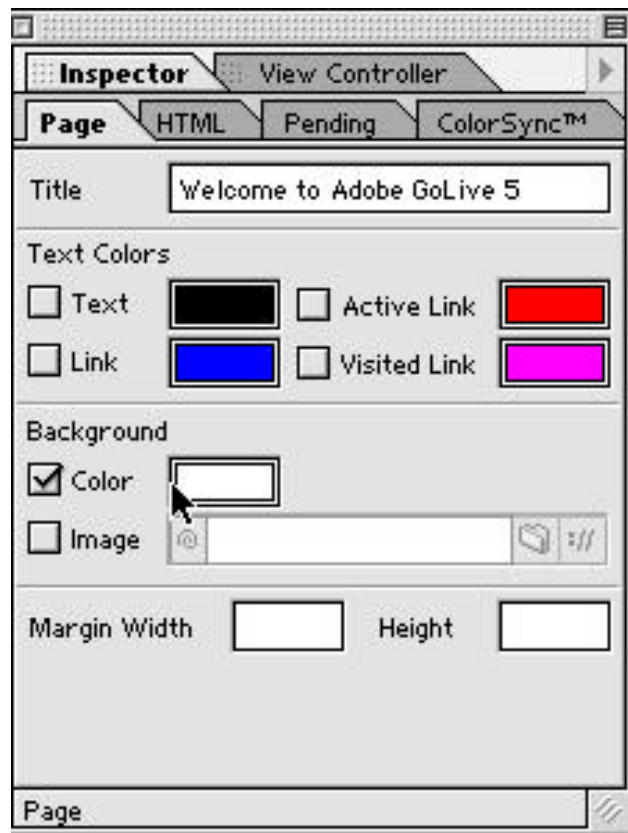 Inspector View Controller
Page HTML Pending ColorSync™
Title Welcome to Adobe GoLive 5
Text Colors
Text Active Link
Link Visited Link
Background
Color
Image :// 
Margin Width Height
Page